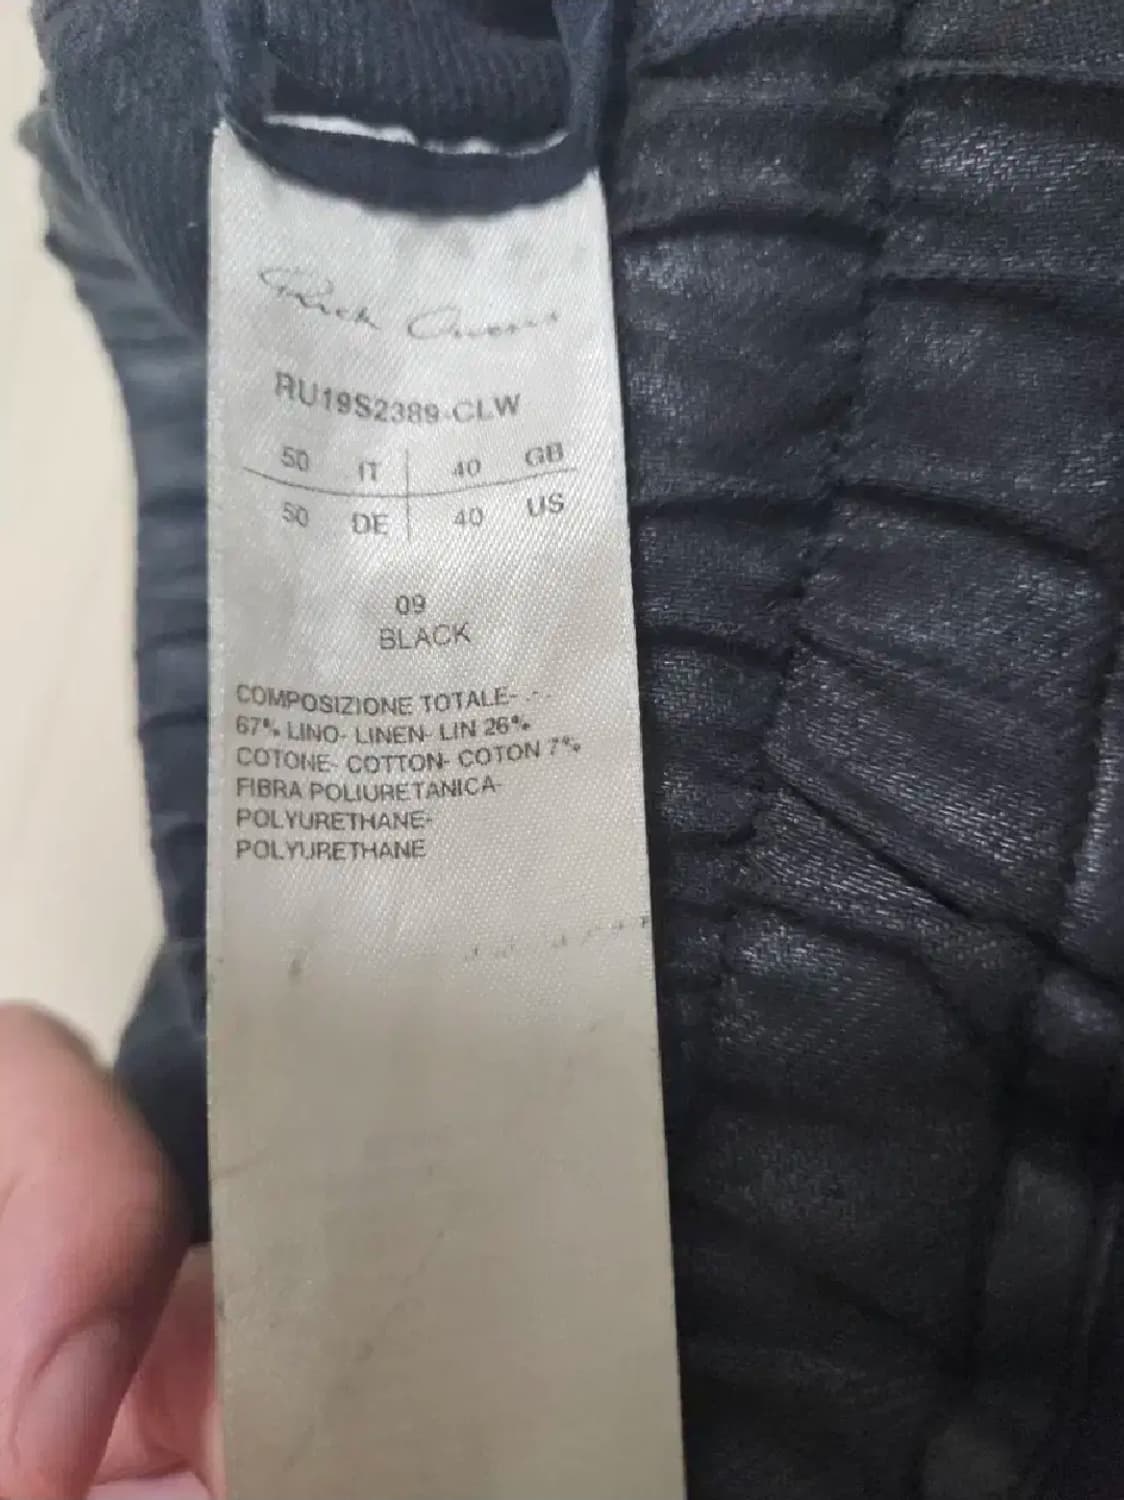 Rick Owens
RU19S2389-CLW
50 IT 40 GB
50 DE 40 US
09
BLACK
COMPOSIZIONE TOTALE-
67% LINO- LINEN- LIN 26%
COTONE- COTTON- COTON 7%
FIBRA POLIURETANICA-
POLYURETHANE-
POLYURETHANE